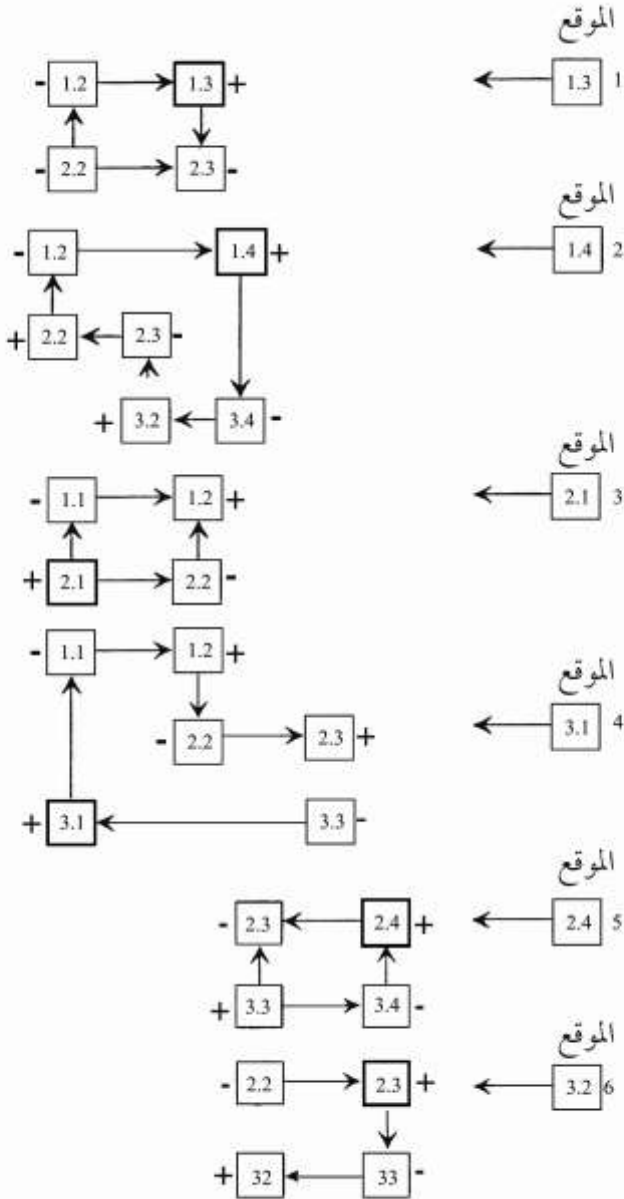 الموقع
- 1.2 1.3 + 1.3 1
- 2.2 2.3 -
الموقع
- 1.2 1.4 + 1.4 2
+ 2.2 2.3 -
+ 3.2 3.4 -
الموقع
- 1.1 1.2 + 2.1 3
+ 2.1 2.2 -
- 1.1 1.2 +
الموقع
- 2.2 2.3 + 3.1 4
+ 3.1 3.3 -
الموقع
- 2.3 2.4 + 2.4 5
+ 3.3 3.4 -
الموقع
- 2.2 2.3 + 3.2 6
+ 32 33 -